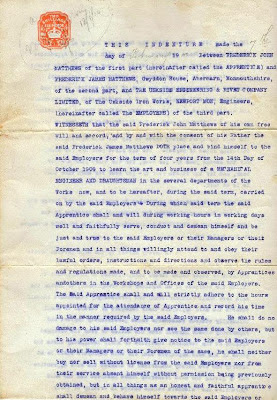 THIS INDENTURE made the
day of 19 Between FREDERICK JOHN
MATTHEWS of the first part (hereinafter called the APPRENTICE) and
FREDERICK JAMES MATTHEWS, Gwyddon House, Abercarn, Monmouthshire,
of the second part, and THE USKSIDE ENGINEERING & RIVET COMPANY
LIMITED, of the Uskside Iron Works, NEWPORT MON; Engineers,
(hereinafter called the EMPLOYERS) of the third part.
WITNESSETH that the said Frederick John Matthews of his own free
will and accord, and by and with the consent of his Father the
said Frederick James Matthews DOTH place and bind himself to the
said Employers for the term of four years from the 14th Day of
October 1909 to learn the art and business of a MECHANICAL
ENGINEER AND DRAUGHTSMAN in the several departments of the
Works now, and to be hereafter, during the said term, carried
on by the said Employers During which said term the said
Apprentice shall and will during working hours in working days
well and faithfully serve, conduct and demean himself and be
just and true to the said Employers or their Managers or their
Foremen and in all things willingly attend to and obey their
lawful orders, instructions and directions and observe the rules
and regulations made, and to be made and observed, by Apprentices
andothers in the Workshops and Offices of the said Employers.
The Said Apprentice shall and will strictly adhere to the hours
appointed for the attendance of Apprentices and record his time
in the manner required by the said Employers. He shall do no
damage to his said Employers nor see the same done by others, but
to his power shall forthwith give notice to the said Employers
or their Managers or their Foremen of the same, he shall neither
buy nor sell without license from the said Employers nor from
their service absent himself without permission being previously
obtained, but in all things as an honest and faithful apprentice
shall demean and behave himself towards the said Employers or